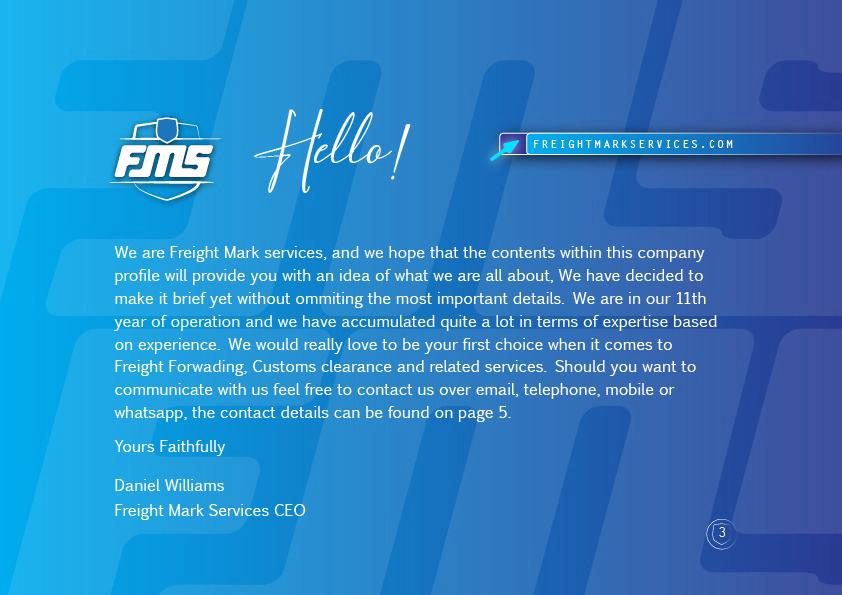 FMS
Hello!
FREIGHTMARKSERVICES.COM
We are Freight Mark services, and we hope that the contents within this company
profile will provide you with an idea of what we are all about, We have decided to
make it brief yet without ommiting the most important details. We are in our 11th
year of operation and we have accumulated quite a lot in terms of expertise based
on experience. We would really love to be your first choice when it comes to
Freight Forwading, Customs clearance and related services. Should you want to
communicate with us feel free to contact us over email, telephone, mobile or
whatsapp, the contact details can be found on page 5.
Yours Faithfully
Daniel Williams
Freight Mark Services CEO
3